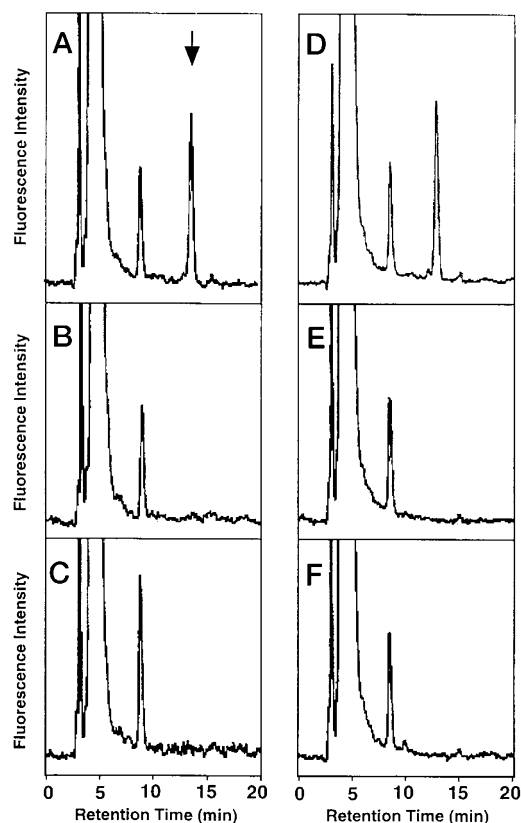 A
Fluorescence Intensity
B
Fluorescence Intensity
C
Fluorescence Intensity
0 5 10 15 20
Retention Time (min)
D
E
F
0 5 10 15 20
Retention Time (min)